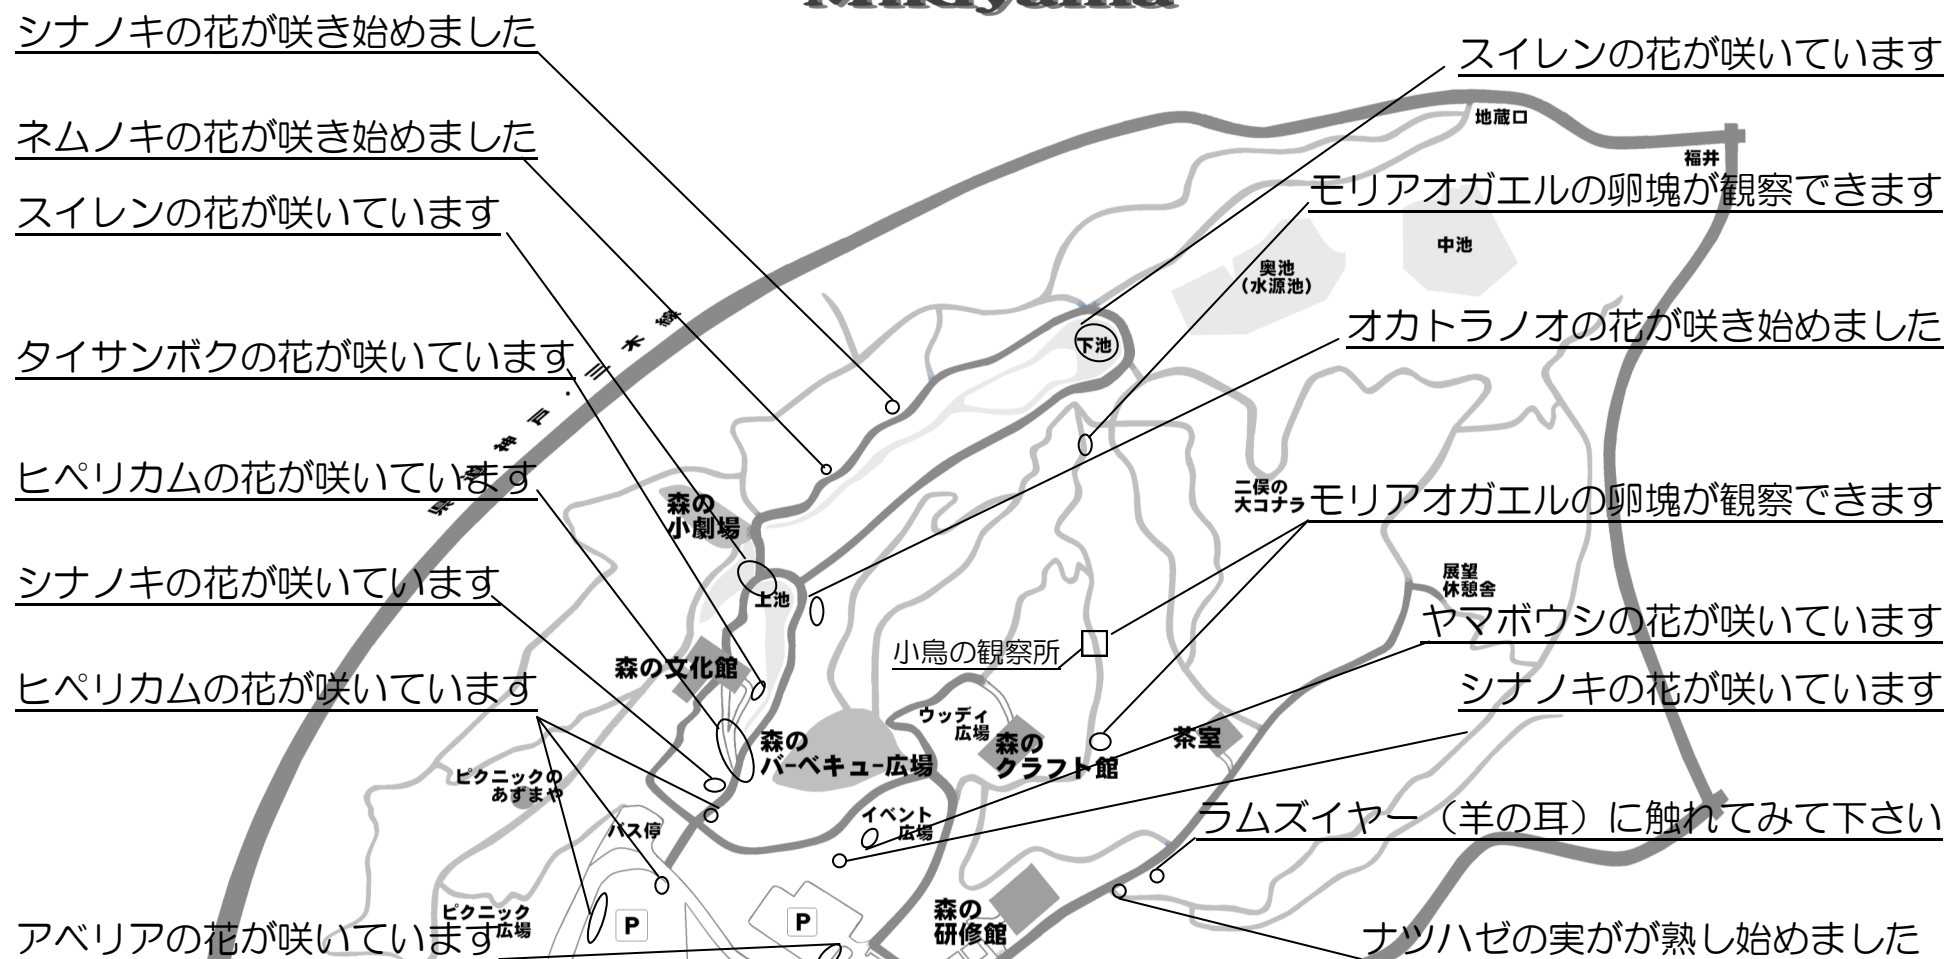 シナノキの花が咲き始めました
スイレンの花が咲いています
地蔵口
ネムノキの花が咲き始めました
福井
モリアオガエルの卵塊が観察できます
スイレンの花が咲いています
中池
奥池
（水源池）
オカトラノオの花が咲き始めました
下池
タイサンボクの花が咲いています
ヒペリカムの花が咲いています
森の
小劇場
二俣の
大コナラ
モリアオガエルの卵塊が観察できます
シナノキの花が咲いています
上池
展望
休憩舎
ヤマボウシの花が咲いています
小鳥の観察所
森の文化館
ヒペリカムの花が咲いています
シナノキの花が咲いています
ウッディ
広場
森の
バーベキュー広場
森の
クラフト館
茶室
ピクニックの
あずまや
バス停
イベント
広場
ラムズイヤー（羊の耳）に触れてみて下さい
ピクニック
広場
P
P
森の
研修館
アベリアの花が咲いています
ナツハゼの実がが熟し始めました